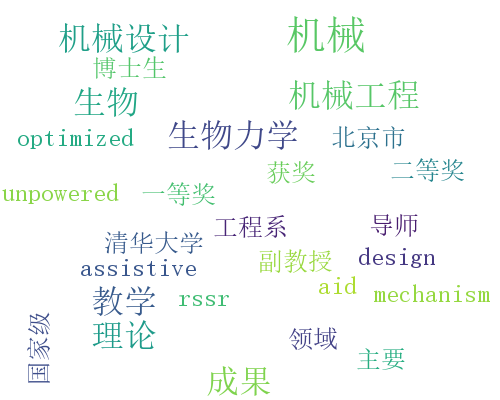 机械设计
机械
博士生
生物
机械工程
optimized
生物力学
北京市
获奖
二等奖
unpowered
一等奖
工程系
导师
清华大学
副教授
design
assistive
aid
mechanism
教学
rssr
理论
领域
国家级
主要
成果